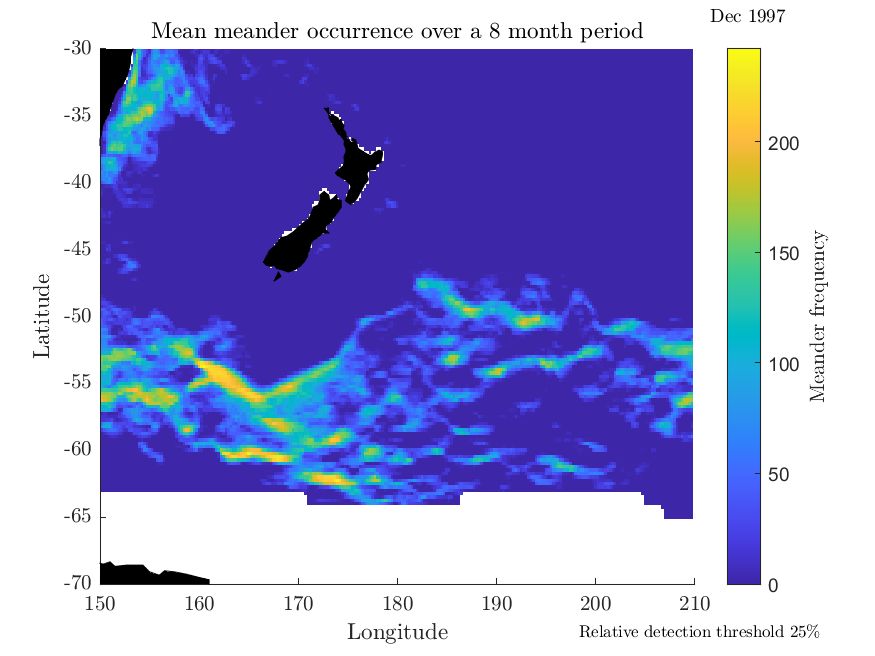 Dec 1997
Mean meander occurrence over a 8 month period
-30
-35
-40
-45
-50
-55
-60
-65
-70
Latitude
150 160 170 180 190 200 210
Longitude
200
150
100
50
0
Meander frequency
Relative detection threshold 25%